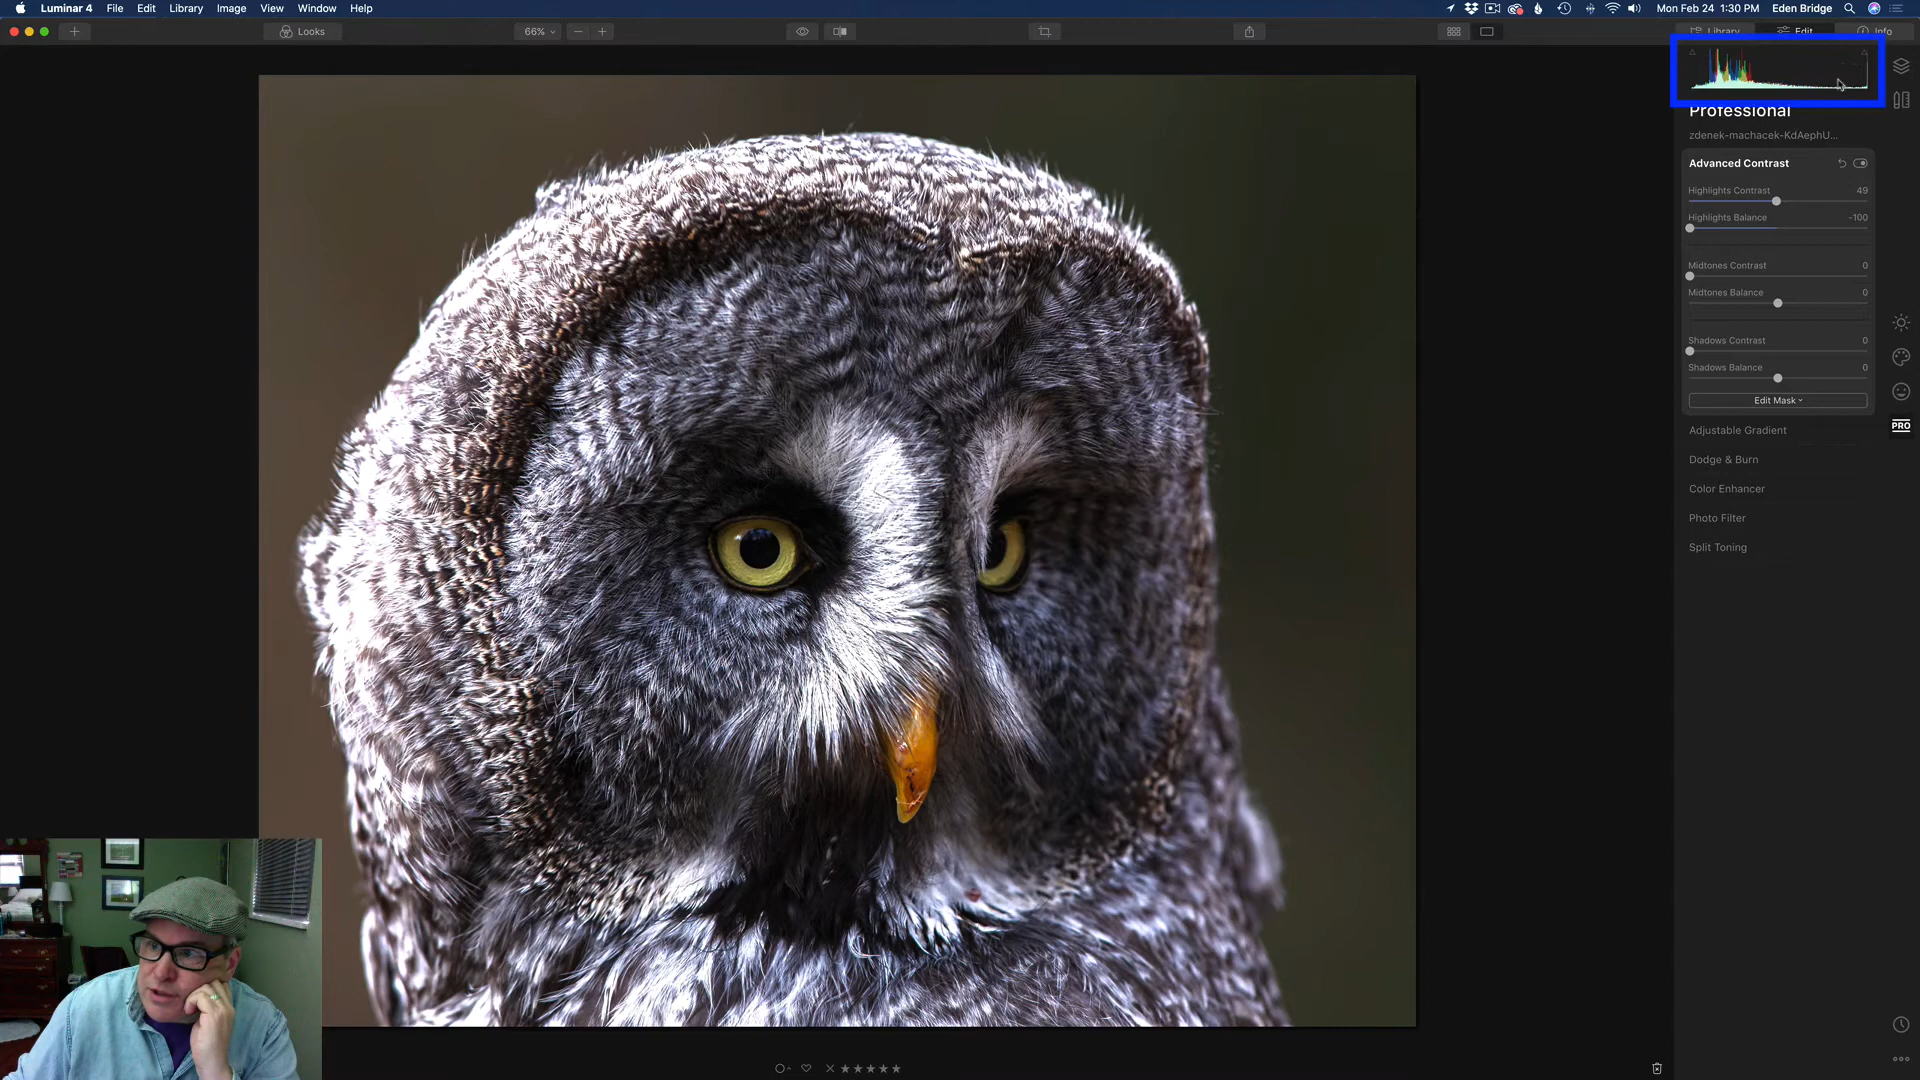 Luminar 4 File Edit Library Image View Window Help Mon Feb 24 1:30 PM Eden Bridge
Looks 66% Library Edit Info
Professional
zdenek-machacek-KdAephU...
Advanced Contrast
Highlights Contrast 49
Highlights Balance -100
Midtones Contrast 0
Midtones Balance 0
Shadows Contrast 0
Shadows Balance 0
Edit Mask
PRO
Adjustable Gradient
Dodge & Burn
Color Enhancer
Photo Filter
Split Toning